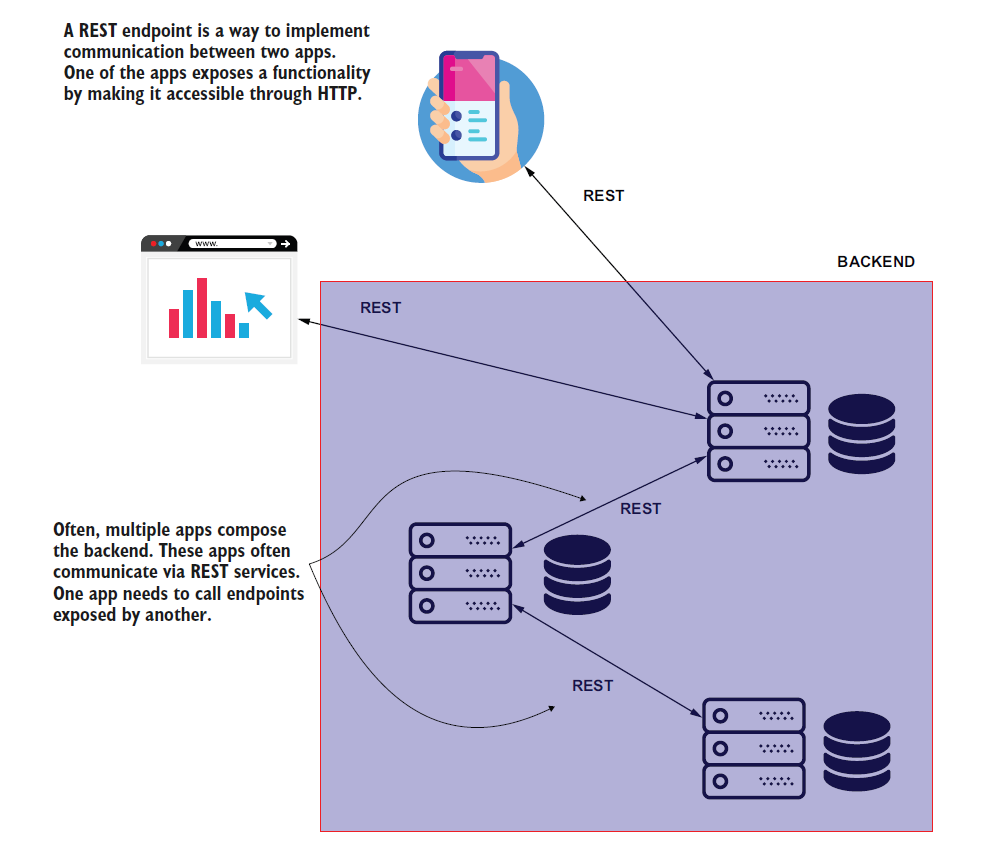 A REST endpoint is a way to implement
communication between two apps.
One of the apps exposes a functionality
by making it accessible through HTTP.
REST
BACKEND
www.
REST
REST
Often, multiple apps compose
the backend. These apps often
communicate via REST services.
One app needs to call endpoints
exposed by another.
REST